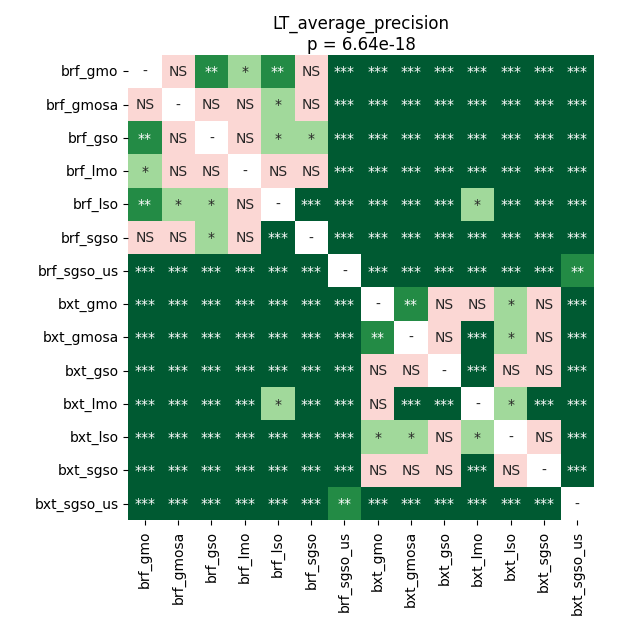 LT_average_precision
p = 6.64e-18
brf_gmo - NS ** * ** NS *** *** *** *** *** *** *** ***
brf_gmosa NS - NS NS * NS *** *** *** *** *** *** *** ***
brf_gso ** NS - NS * * *** *** *** *** *** *** *** ***
brf_lmo * NS NS - NS NS *** *** *** *** *** *** *** ***
brf_lso ** * * NS - *** *** *** *** *** * *** *** ***
brf_sgso NS NS * NS *** - *** *** *** *** *** *** *** ***
brf_sgso_us *** *** *** *** *** *** - *** *** *** *** *** *** **
bxt_gmo *** *** *** *** *** *** *** - ** NS NS * NS ***
bxt_gmosa *** *** *** *** *** *** *** ** - NS *** * NS ***
bxt_gso *** *** *** *** *** *** *** NS NS - *** NS NS ***
bxt_lmo *** *** *** *** * *** *** NS *** *** - * *** ***
bxt_lso *** *** *** *** *** *** *** * * NS * - NS ***
bxt_sgso *** *** *** *** *** *** *** NS NS NS *** NS - ***
bxt_sgso_us *** *** *** *** *** *** ** *** *** *** *** *** *** -
brf_gmo brf_gmosa brf_gso brf_lmo brf_lso brf_sgso brf_sgso_us bxt_gmo bxt_gmosa bxt_gso bxt_lmo bxt_lso bxt_sgso bxt_sgso_us